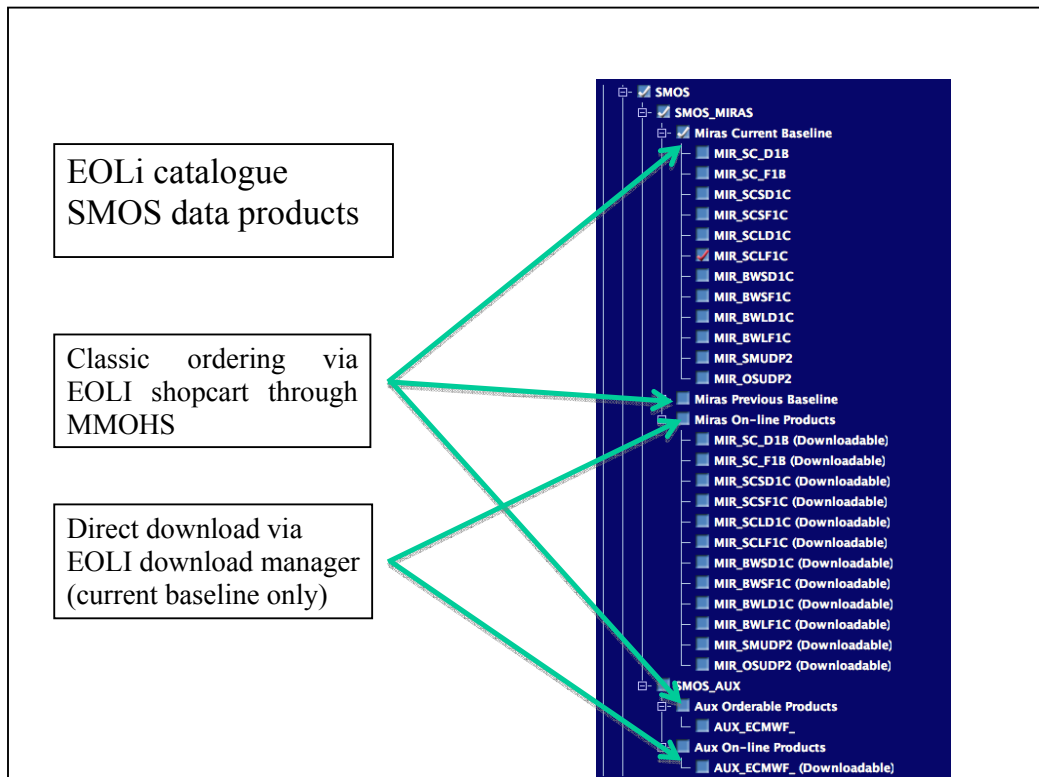 EOLi catalogue
SMOS data products
Classic ordering via
EOLI shopcart through
MMOHS
Direct download via
EOLI download manager
(current baseline only)
SMOS
SMOS_MIRAS
Miras Current Baseline
MIR_SC_D1B
MIR_SC_F1B
MIR_SCSD1C
MIR_SCSF1C
MIR_SCLD1C
MIR_SCLF1C
MIR_BWSD1C
MIR_BWSF1C
MIR_BWLD1C
MIR_BWLF1C
MIR_SMUDP2
MIR_OSUDP2
Miras Previous Baseline
Miras On-line Products
MIR_SC_D1B (Downloadable)
MIR_SC_F1B (Downloadable)
MIR_SCSD1C (Downloadable)
MIR_SCSF1C (Downloadable)
MIR_SCLD1C (Downloadable)
MIR_SCLF1C (Downloadable)
MIR_BWSD1C (Downloadable)
MIR_BWSF1C (Downloadable)
MIR_BWLD1C (Downloadable)
MIR_BWLF1C (Downloadable)
MIR_SMUDP2 (Downloadable)
MIR_OSUDP2 (Downloadable)
SMOS_AUX
Aux Orderable Products
AUX_ECMWF_
Aux On-line Products
AUX_ECMWF_ (Downloadable)